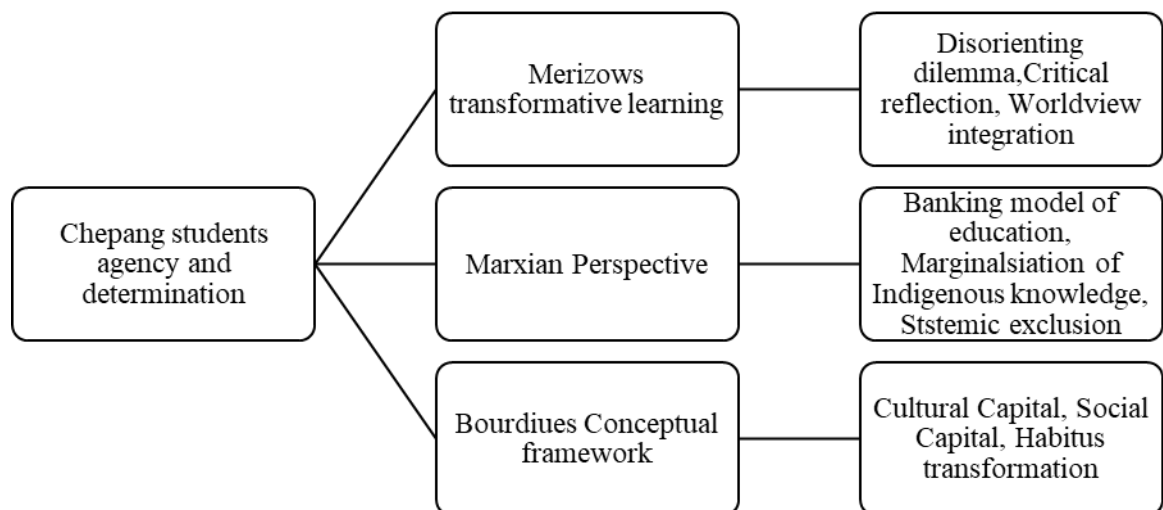 Chepang students
agency and
determination
Merizows
transformative learning
Disorienting
dilemma,Critical
reflection, Worldview
integration
Marxian Perspective
Banking model of
education,
Marginalsiation of
Indigenous knowledge,
Ststemic exclusion
Bourdiues Conceptual
framework
Cultural Capital, Social
Capital, Habitus
transformation